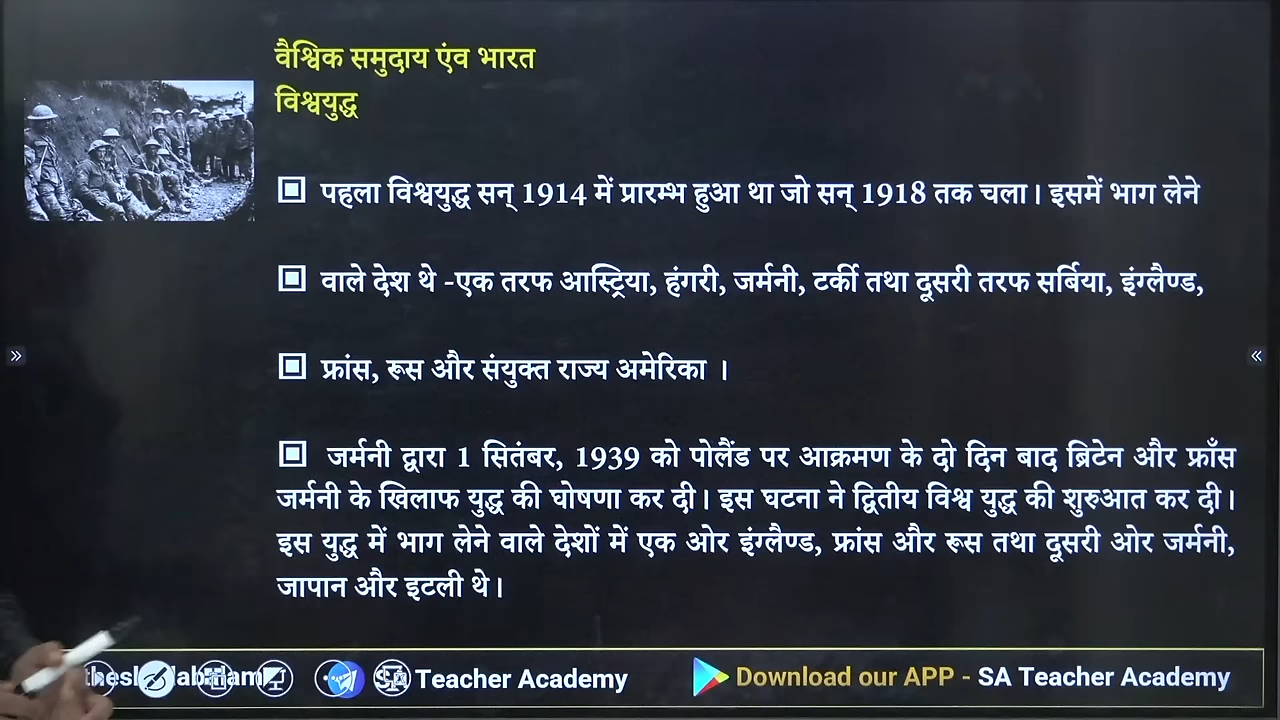 वैश्विक समुदाय एंव भारत
विश्वयुद्ध
पहला विश्वयुद्ध सन् 1914 में प्रारम्भ हुआ था जो सन् 1918 तक चला। इसमें भाग लेने
वाले देश थे -एक तरफ आस्ट्रिया, हंगरी, जर्मनी, टर्की तथा दूसरी तरफ सर्बिया, इंग्लैण्ड,
फ्रांस, रूस और संयुक्त राज्य अमेरिका ।
जर्मनी द्वारा 1 सितंबर, 1939 को पोलैंड पर आक्रमण के दो दिन बाद ब्रिटेन और फ्राँस
जर्मनी के खिलाफ युद्ध की घोषणा कर दी। इस घटना ने द्वितीय विश्व युद्ध की शुरुआत कर दी।
इस युद्ध में भाग लेने वाले देशों में एक ओर इंग्लैण्ड, फ्रांस और रूस तथा दूसरी ओर जर्मनी,
जापान और इटली थे।
Teacher Academy
Download our APP - SA Teacher Academy